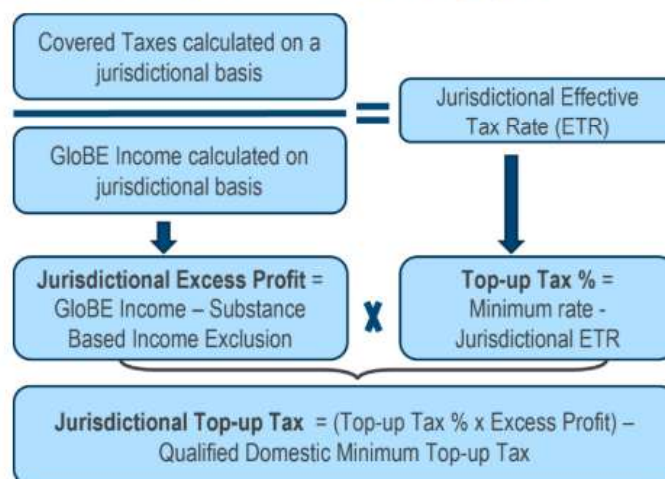 Covered Taxes calculated on a
jurisdictional basis
=
Jurisdictional Effective
Tax Rate (ETR)
GloBE Income calculated on
jurisdictional basis
Jurisdictional Excess Profit =
GloBE Income – Substance
Based Income Exclusion
x
Top-up Tax % =
Minimum rate -
Jurisdictional ETR
Jurisdictional Top-up Tax = (Top-up Tax % x Excess Profit) –
Qualified Domestic Minimum Top-up Tax